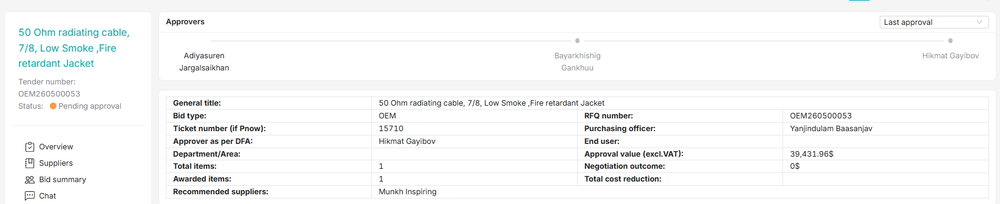 50 Ohm radiating cable,
7/8, Low Smoke ,Fire
retardant Jacket
Tender number:
OEM260500053
Status: Pending approval
Overview
Suppliers
Bid summary
Chat
Approvers
Last approval
Adiyasuren
Jargalsaikhan
Bayarkhishig
Gankhuu
Hikmat Gayibov
General title: 50 Ohm radiating cable, 7/8, Low Smoke ,Fire retardant Jacket
Bid type: OEM RFQ number: OEM260500053
Ticket number (if Pnow): 15710 Purchasing officer: Yanjindulam Baasanjav
Approver as per DFA: Hikmat Gayibov End user:
Department/Area: Approval value (excl.VAT): 39,431.96$
Total items: 1 Negotiation outcome: 0$
Awarded items: 1 Total cost reduction:
Recommended suppliers: Munkh Inspiring